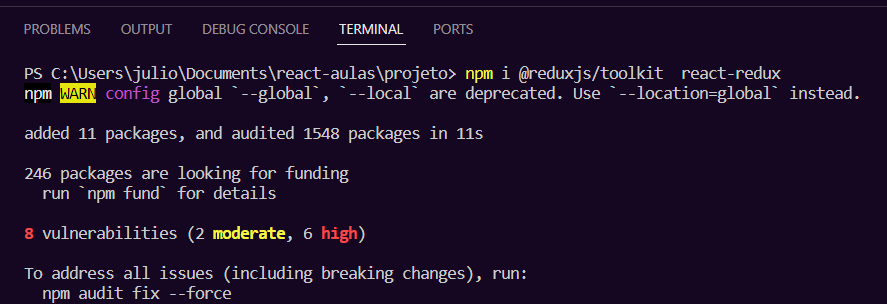 PROBLEMS OUTPUT DEBUG CONSOLE TERMINAL PORTS
PS C:\Users\julio\Documents\react-aulas\projeto> npm i @reduxjs/toolkit  react-redux
npm WARN config global `--global`, `--local` are deprecated. Use `--location=global` instead.
added 11 packages, and audited 1548 packages in 11s
246 packages are looking for funding
  run `npm fund` for details
8 vulnerabilities (2 moderate, 6 high)
To address all issues (including breaking changes), run:
  npm audit fix --force